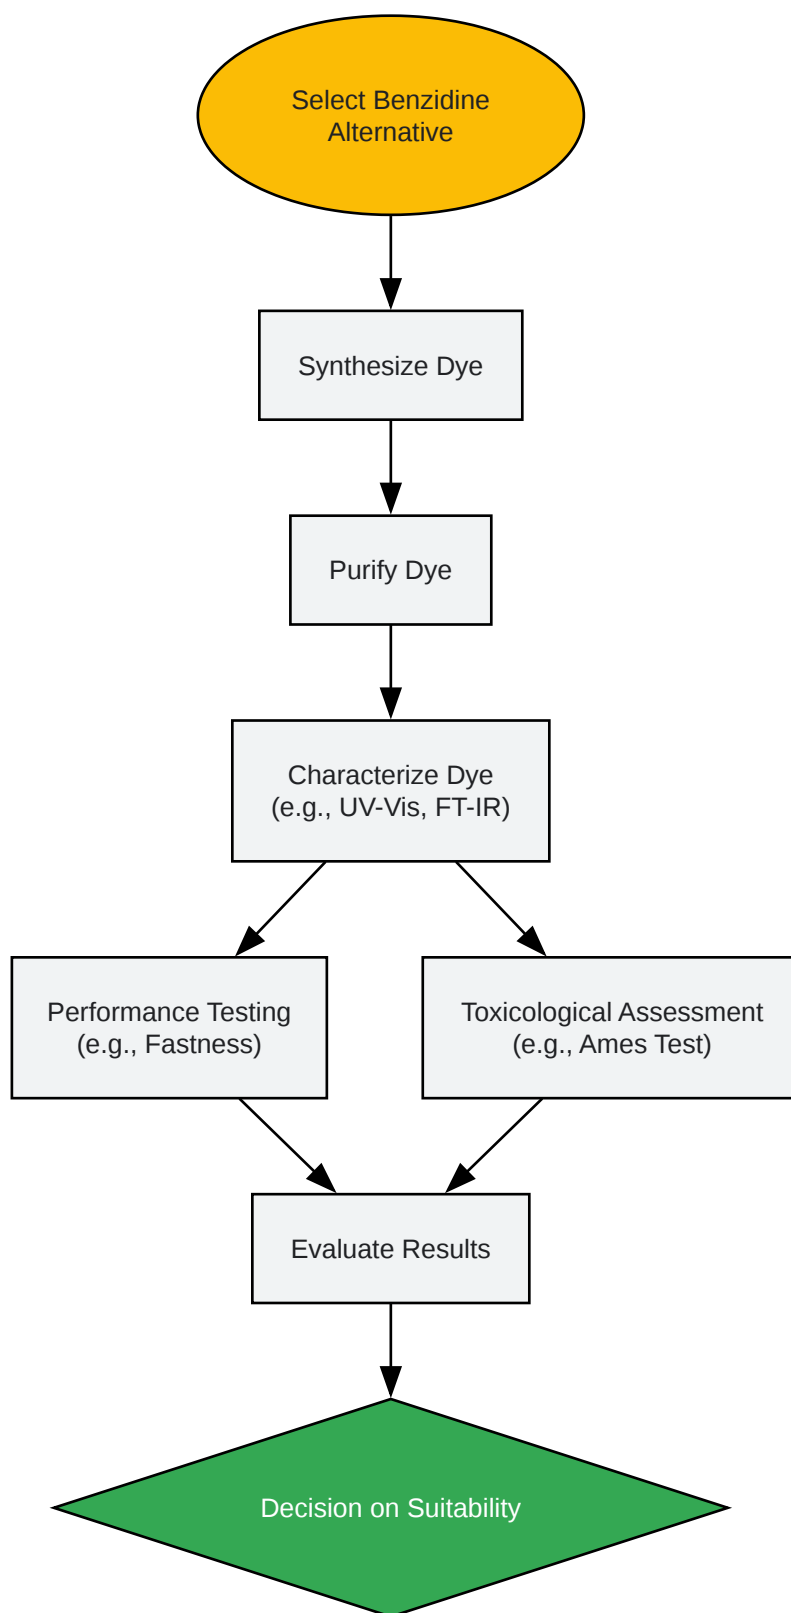 Select Benzidine
Alternative
Synthesize Dye
Purify Dye
Characterize Dye
(e.g., UV-Vis, FT-IR)
Performance Testing
(e.g., Fastness)
Toxicological Assessment
(e.g., Ames Test)
Evaluate Results
Decision on Suitability